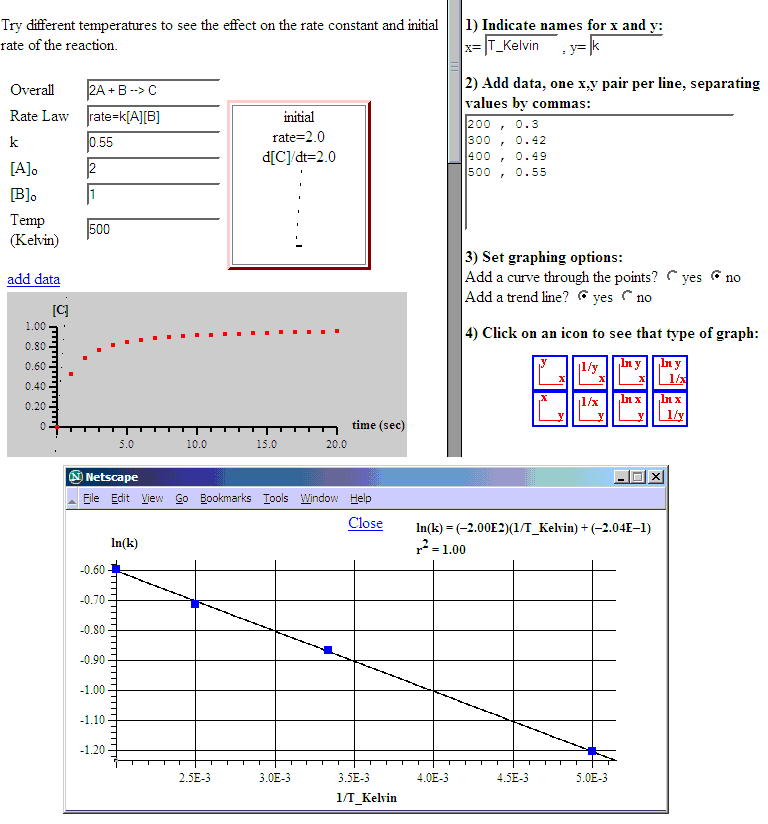 Try different temperatures to see the effect on the rate constant and initial
rate of the reaction.
Overall 2A + B --> C
Rate Law rate=k[A][B]
k 0.55
[A]₀ 2
[B]₀ 1
Temp
(Kelvin) 500
initial
rate=2.0
d[C]/dt=2.0
add data
[C]
1.00
0.80
0.60
0.40
0.20
0
5.0 10.0 15.0 20.0
time (sec)
1) Indicate names for x and y:
x= T_Kelvin , y= k
2) Add data, one x,y pair per line, separating
values by commas:
200 , 0.3
300 , 0.42
400 , 0.49
500 , 0.55
3) Set graphing options:
Add a curve through the points? yes no
Add a trend line? yes no
4) Click on an icon to see that type of graph:
y x
1/y x
ln y x
ln y 1/x
x y
1/x y
ln x y
ln x 1/y
N Netscape
File Edit View Go Bookmarks Tools Window Help
Close
ln(k) = (−2.00E2)(1/T_Kelvin) + (−2.04E−1)
r² = 1.00
ln(k)
-0.60
-0.70
-0.80
-0.90
-1.00
-1.10
-1.20
2.5E-3 3.0E-3 3.5E-3 4.0E-3 4.5E-3 5.0E-3
1/T_Kelvin